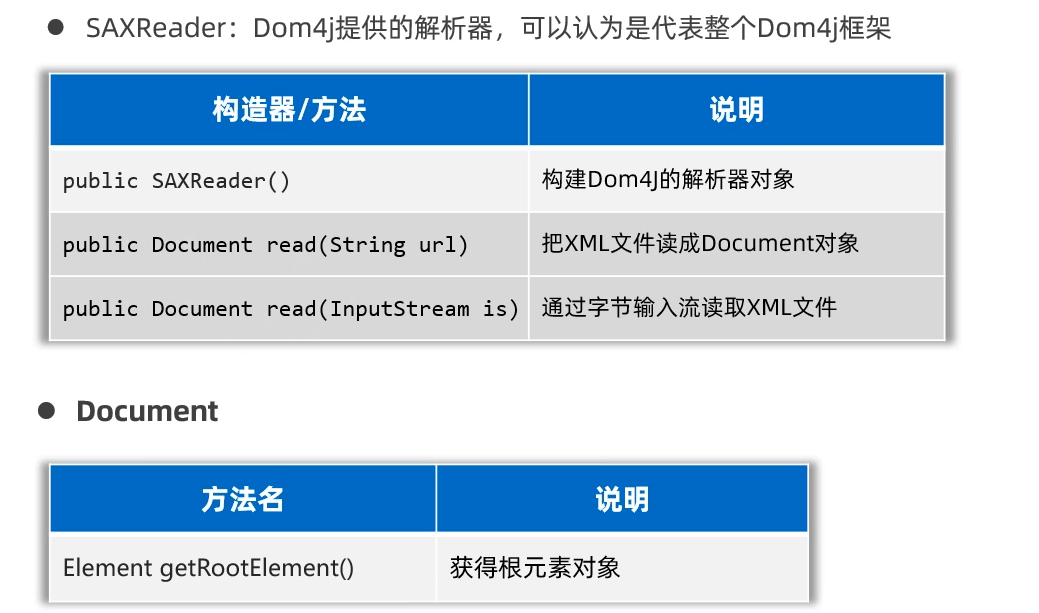 ● SAXReader：Dom4j提供的解析器，可以认为是代表整个Dom4j框架
构造器/方法 说明
public SAXReader() 构建Dom4J的解析器对象
public Document read(String url) 把XML文件读成Document对象
public Document read(InputStream is) 通过字节输入流读取XML文件
● Document
方法名 说明
Element getRootElement() 获得根元素对象